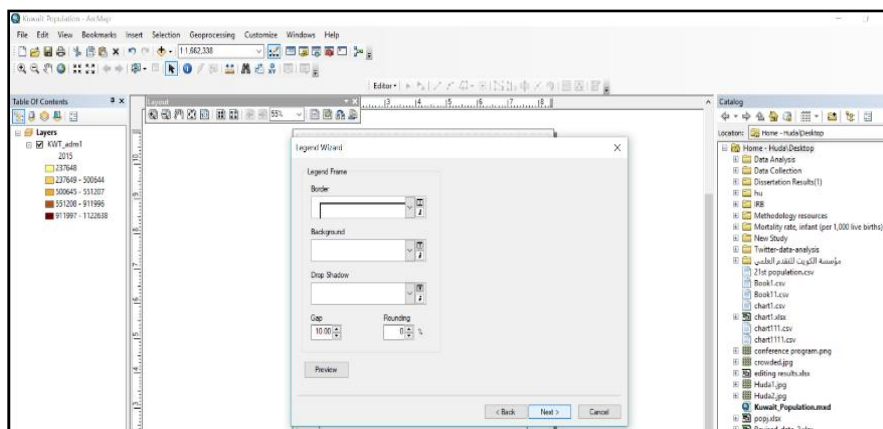 Kuwait Population - ArcMap
File Edit View Bookmarks Insert Selection Geoprocessing Customize Windows Help
1:1,662,338
Editor
Table Of Contents
Layers
KWT_adm1
2015
237648
237649 - 500644
500645 - 551207
551208 - 911996
911997 - 1122638
Layout
55%
Legend Wizard
Legend Frame
Border
Background
Drop Shadow
Gap
Rounding
10.00
0 %
Preview
< Back
Next >
Cancel
Catalog
Location: Home - Huda\Desktop
Home - Huda\Desktop
Data Analysis
Data Collection
Dissertation Results(1)
hu
IRB
Methodology resources
Mortality rate, infant (per 1,000 live births)
New Study
Twitter-data-analysis
مؤسسة الكويت للتقدم العلمي
21st population.csv
Book1.csv
Book11.csv
chart1.csv
chart1.xlsx
chart111.csv
chart1111.csv
conference program.png
crowded.jpg
editing results.xlsx
Huda1.jpg
Huda2.jpg
Kuwait_Population.mxd
popj.xlsx